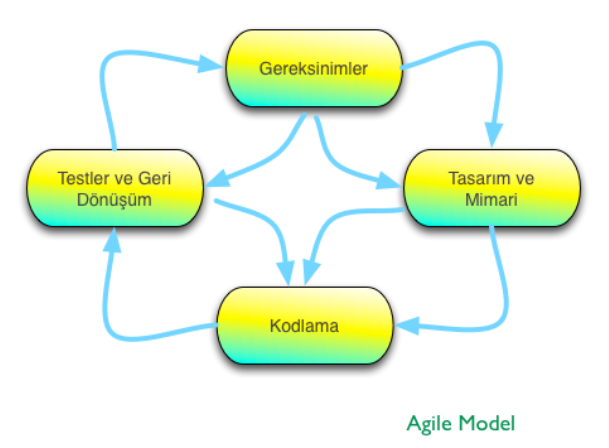 Gereksinimler
Testler ve Geri
Dönüşüm
Tasarım ve
Mimari
Kodlama
Agile Model